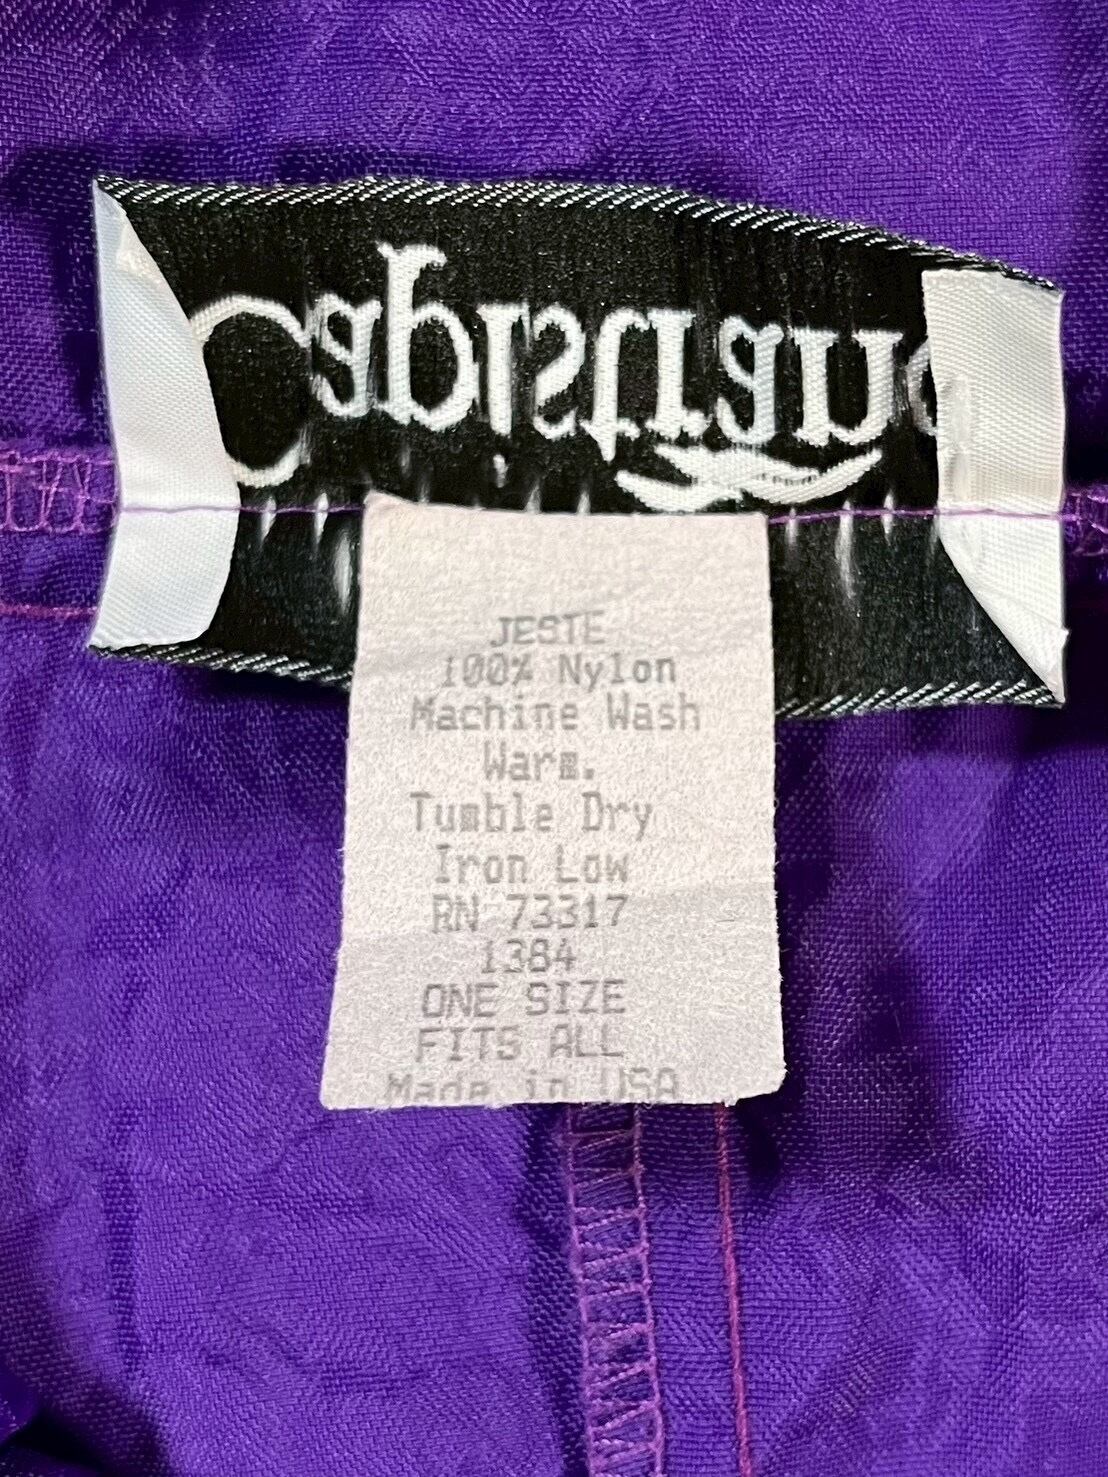 JESTE
100% Nylon
Machine Wash
Warm.
Tumble Dry
Iron Low
RN 73317
1384
ONE SIZE
FITS ALL
Made in USA